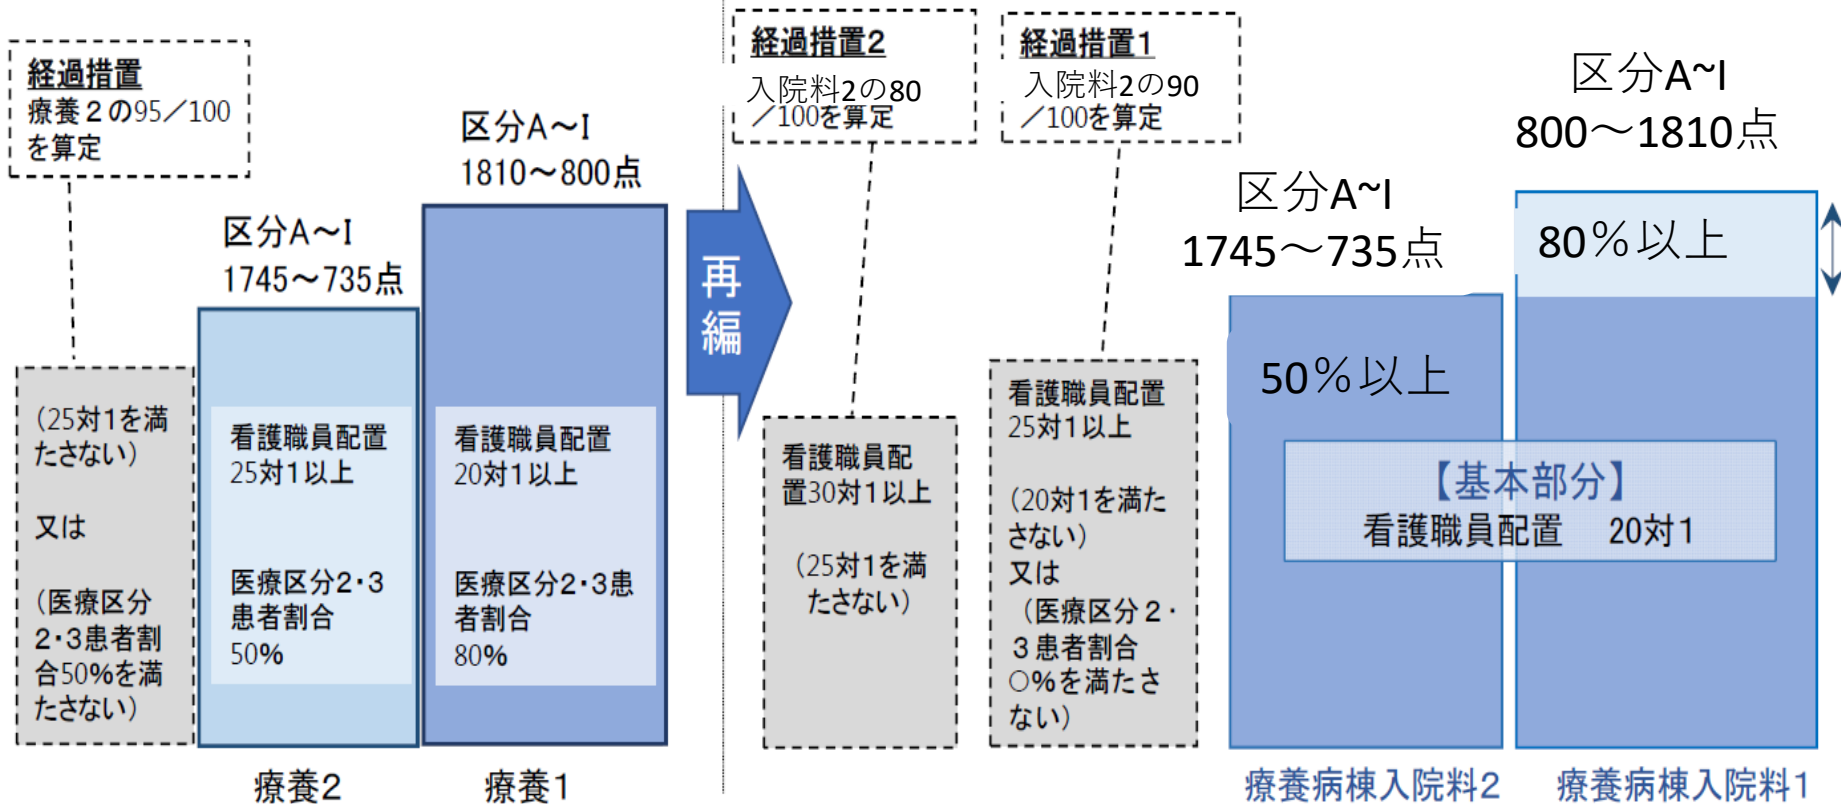 経過措置
療養２の95／100
を算定
区分A～I
1745～735点
区分A～I
1810～800点
（25対1を満
たさない）
又は
（医療区分
2・3患者割
合50%を満
たさない）
看護職員配置
25対1以上
医療区分2・3
患者割合
50%
看護職員配置
20対1以上
医療区分2・3患
者割合
80%
療養2
療養1
再
編
経過措置2
入院料2の80
／100を算定
経過措置1
入院料2の90
／100を算定
看護職員配
置30対1以上
（25対1を満
たさない）
看護職員配置
25対1以上
（20対1を満た
さない）
又は
（医療区分２・
３患者割合
○%を満たさ
ない）
区分A~I
1745～735点
区分A~I
800～1810点
50％以上
80％以上
【基本部分】
看護職員配置　20対1
療養病棟入院料2
療養病棟入院料1